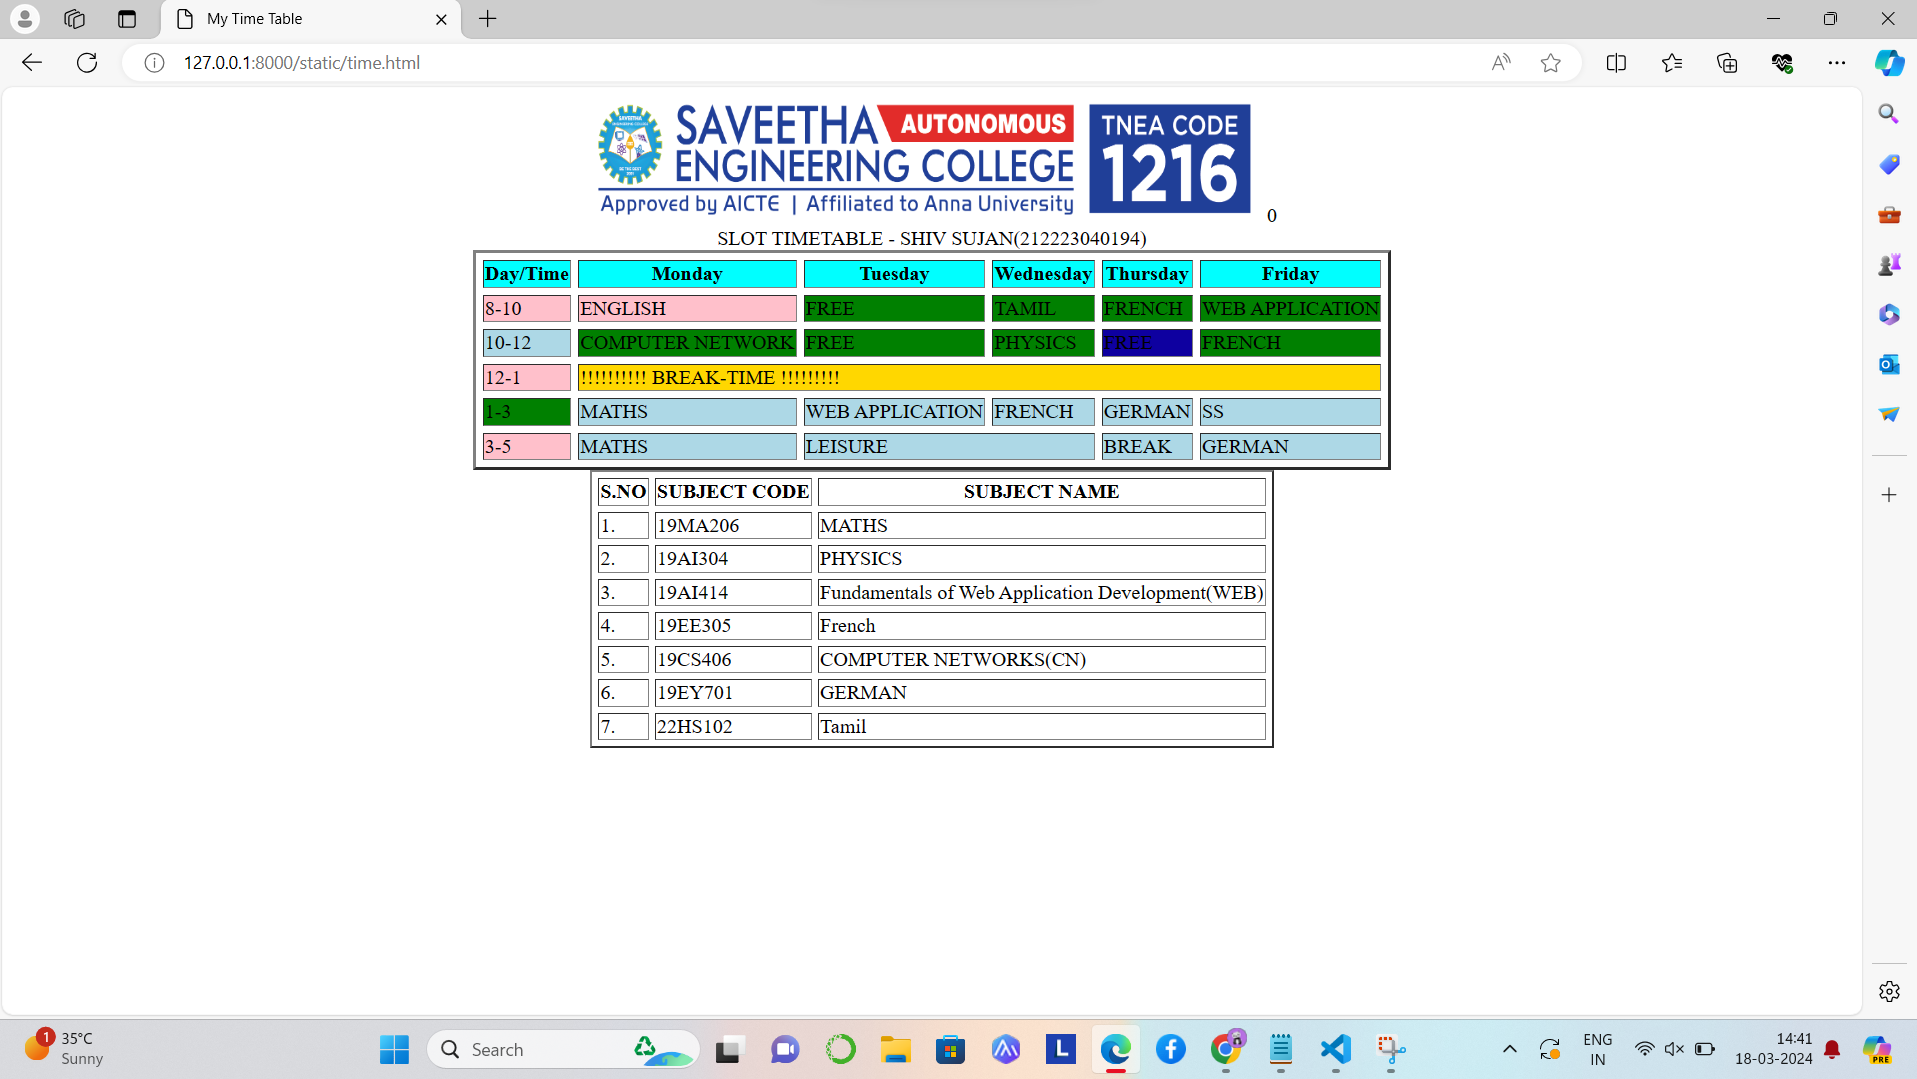 My Time Table
127.0.0.1:8000/static/time.html
SAVEETHA AUTONOMOUS
ENGINEERING COLLEGE
Approved by AICTE | Affiliated to Anna University
TNEA CODE
1216
0
SLOT TIMETABLE - SHIV SUJAN(212223040194)
Day/Time Monday Tuesday Wednesday Thursday Friday
8-10 ENGLISH FREE TAMIL FRENCH WEB APPLICATION
10-12 COMPUTER NETWORK FREE PHYSICS FREE FRENCH
12-1 !!!!!!!!!! BREAK-TIME !!!!!!!!!
1-3 MATHS WEB APPLICATION FRENCH GERMAN SS
3-5 MATHS LEISURE BREAK GERMAN
S.NO SUBJECT CODE SUBJECT NAME
1. 19MA206 MATHS
2. 19AI304 PHYSICS
3. 19AI414 Fundamentals of Web Application Development(WEB)
4. 19EE305 French
5. 19CS406 COMPUTER NETWORKS(CN)
6. 19EY701 GERMAN
7. 22HS102 Tamil
1
35°C
Sunny
Search
L
ENG
IN
14:41
18-03-2024
PRE